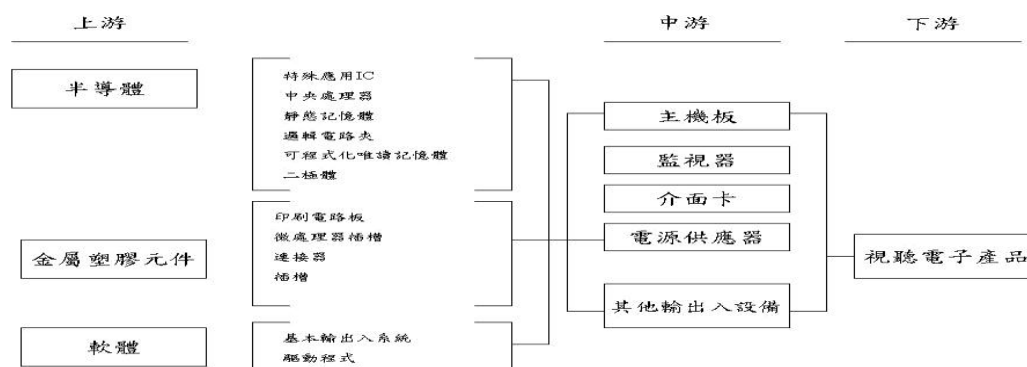 上游
中游
下游
半導體
特殊應用IC
中央處理器
靜態記憶體
邏輯電路夾
可程式化唯讀記憶體
二極體
金屬塑膠元件
印刷電路板
微處理器插槽
連接器
插槽
軟體
基本輸出入系統
驅動程式
主機板
監視器
介面卡
電源供應器
其他輸出入設備
視聽電子產品